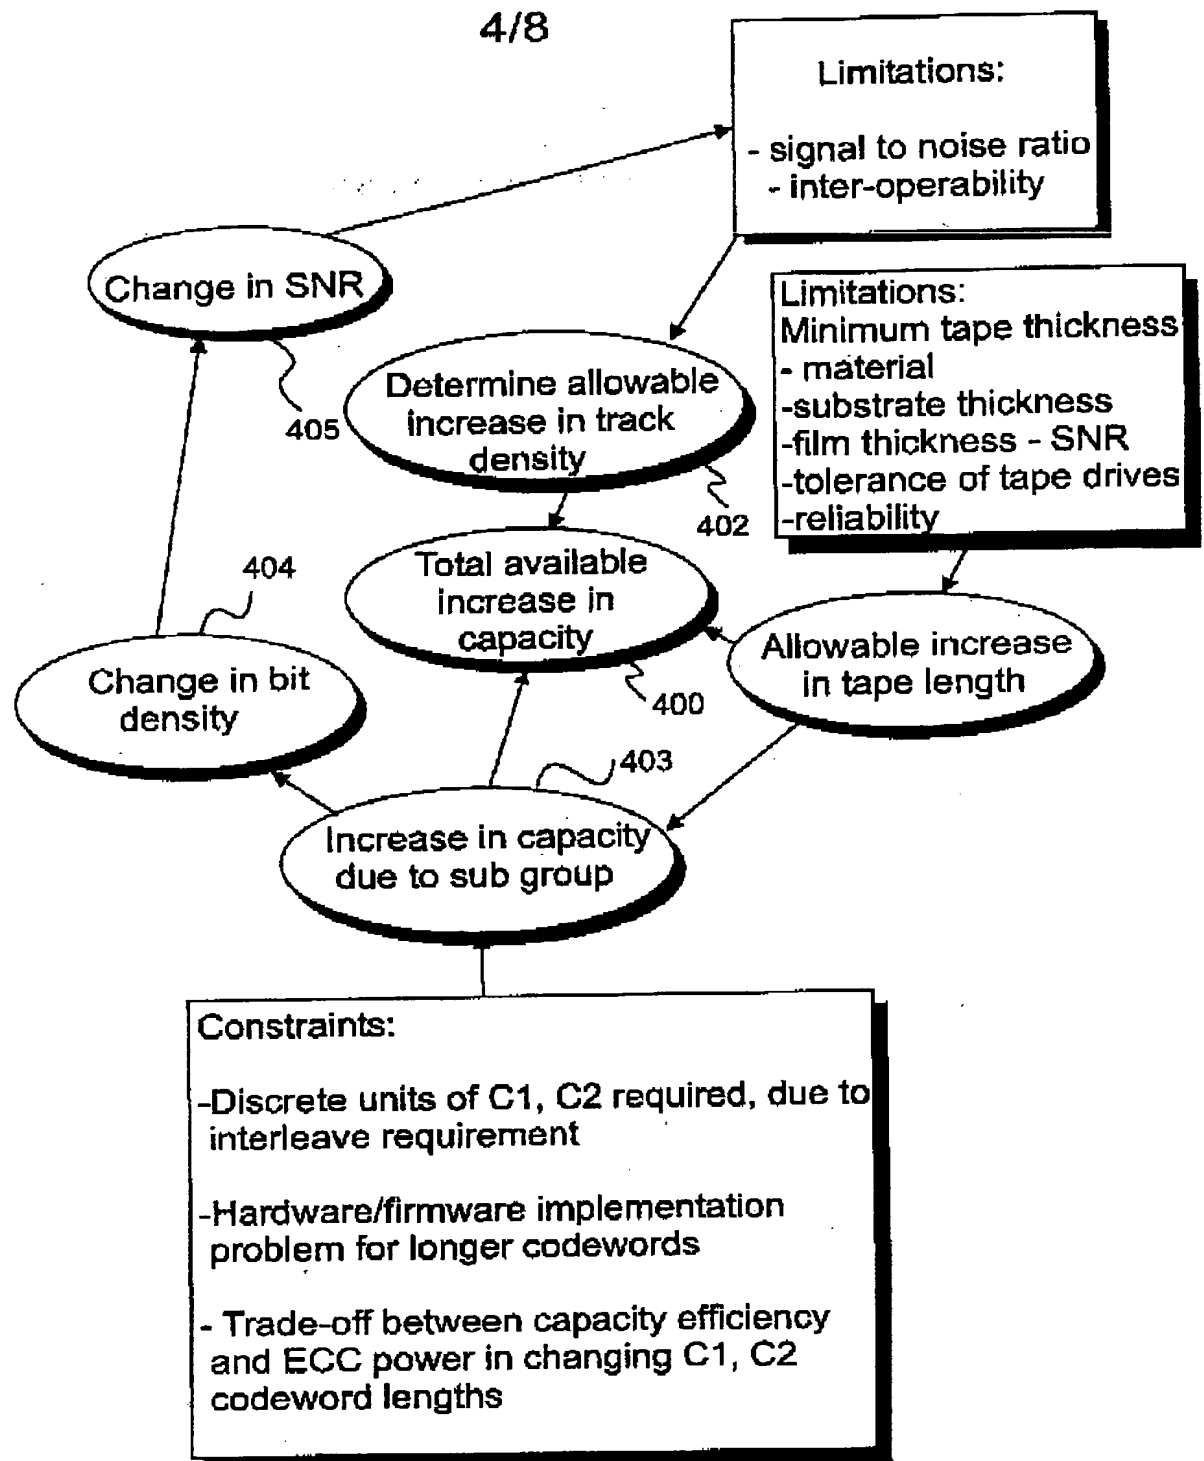 4/8
Limitations:
- signal to noise ratio
- inter-operability
Change in SNR
405
Limitations:
Minimum tape thickness
- material
-substrate thickness
-film thickness - SNR
-tolerance of tape drives
-reliability
Determine allowable
increase in track
density
402
Total available
increase in
capacity
400
404
Change in bit
density
Allowable increase
in tape length
403
Increase in capacity
due to sub group
Constraints:
-Discrete units of C1, C2 required, due to
interleave requirement
-Hardware/firmware implementation
problem for longer codewords
- Trade-off between capacity efficiency
and ECC power in changing C1, C2
codeword lengths